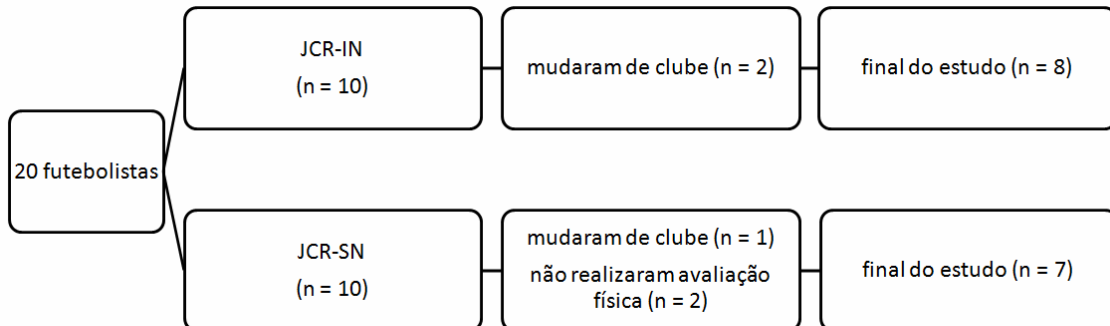 20 futebolistas
JCR-IN
(n = 10)
mudaram de clube (n = 2)
final do estudo (n = 8)
JCR-SN
(n = 10)
mudaram de clube (n = 1)
não realizaram avaliação
física (n = 2)
final do estudo (n = 7)